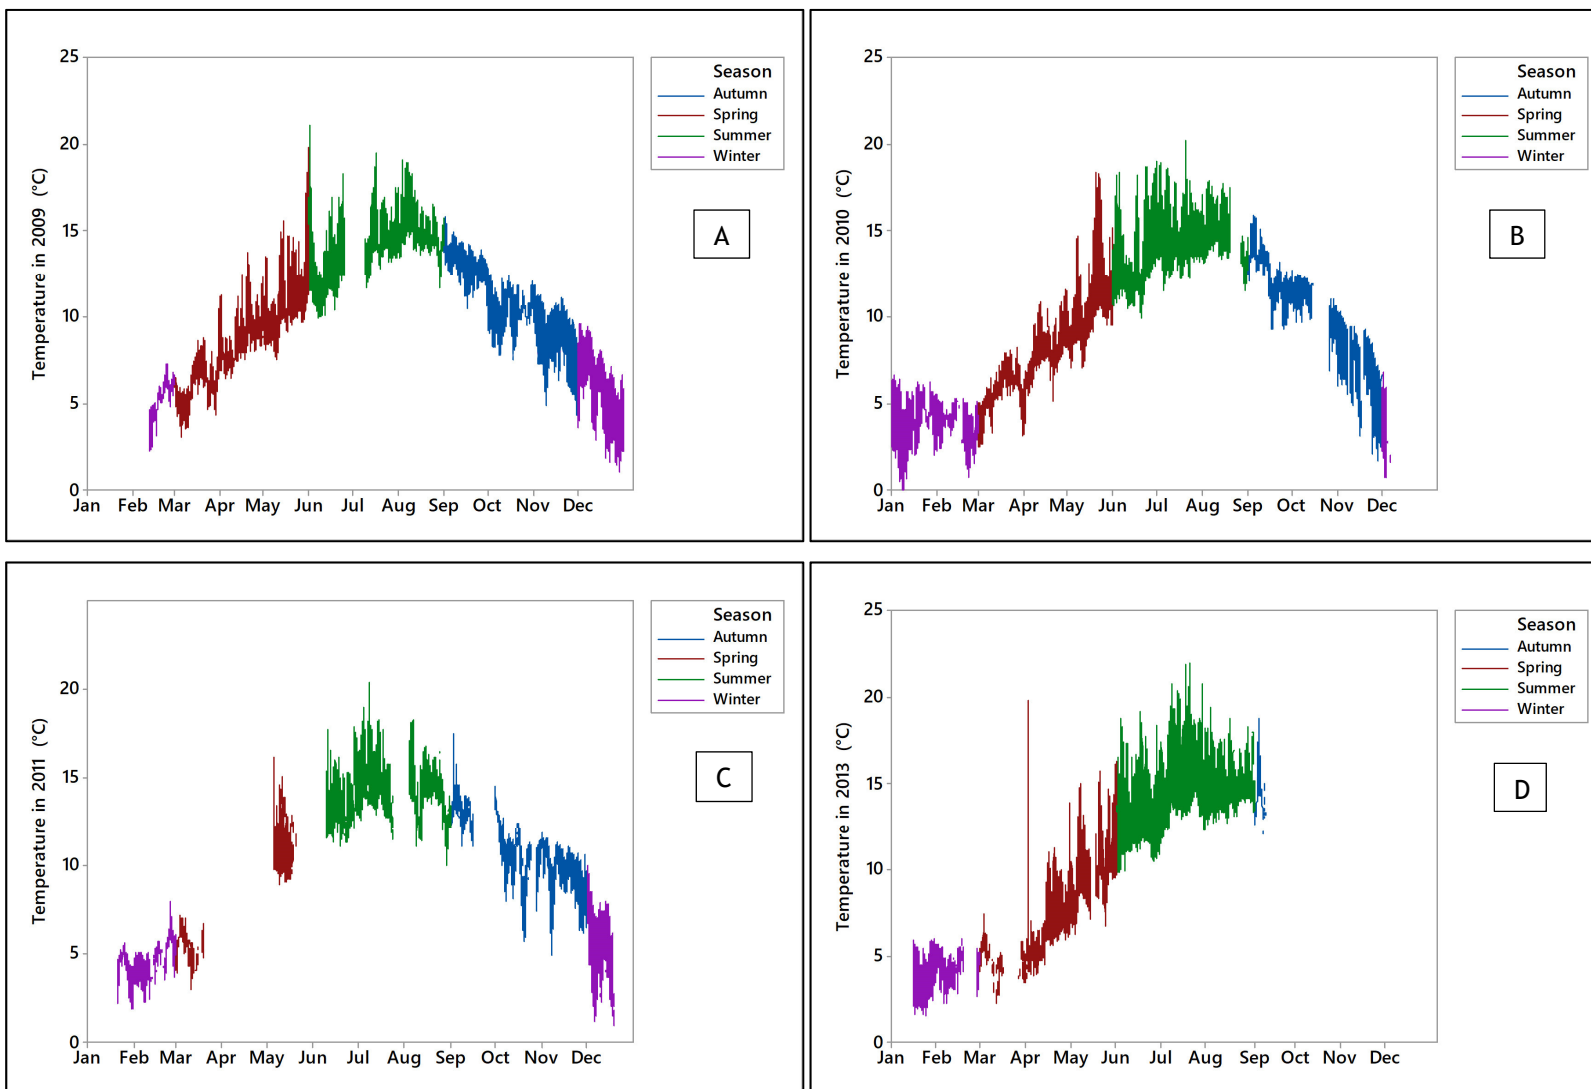 Temperature in 2009 (°C)
25
20
15
10
5
0
Jan Feb Mar Apr May Jun Jul Aug Sep Oct Nov Dec
Season
Autumn
Spring
Summer
Winter
A
Temperature in 2010 (°C)
25
20
15
10
5
0
Jan Feb Mar Apr May Jun Jul Aug Sep Oct Nov Dec
Season
Autumn
Spring
Summer
Winter
B
Temperature in 2011 (°C)
20
15
10
5
0
Jan Feb Mar Apr May Jun Jul Aug Sep Oct Nov Dec
Season
Autumn
Spring
Summer
Winter
C
Temperature in 2013 (°C)
25
20
15
10
5
0
Jan Feb Mar Apr May Jun Jul Aug Sep Oct Nov Dec
Season
Autumn
Spring
Summer
Winter
D